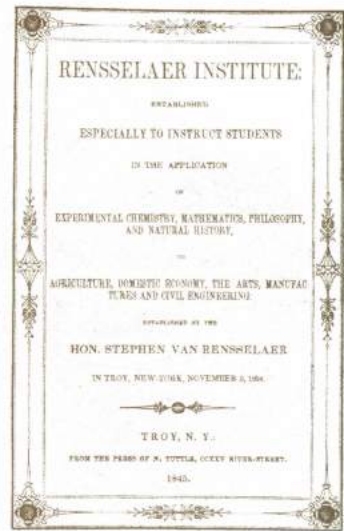 RENSSELAER INSTITUTE:
ESTABLISHED
ESPECIALLY TO INSTRUCT STUDENTS
IN THE APPLICATION
OF
EXPERIMENTAL CHEMISTRY, MATHEMATICS, PHILOSOPHY,
AND NATURAL HISTORY,
TO
AGRICULTURE, DOMESTIC ECONOMY, THE ARTS, MANUFAC
TURES AND CIVIL ENGINEERING:
ESTABLISHED BY THE
HON. STEPHEN VAN RENSSELAER
IN TROY, NEW-YORK, NOVEMBER 5,
TROY, N. Y.:
FROM THE PRESS OF N. TUTTLE, CCXXV RIVER-STREET.
1845.